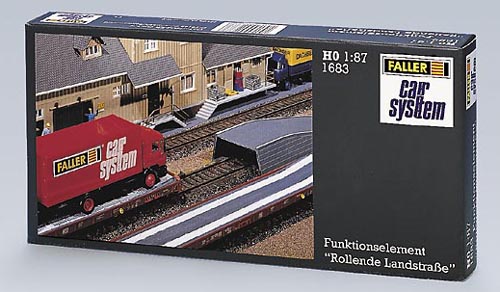 H0 1:87
1683
FALLER
car
system
FALLER
car
system
Funktionselement
"Rollende Landstraße"